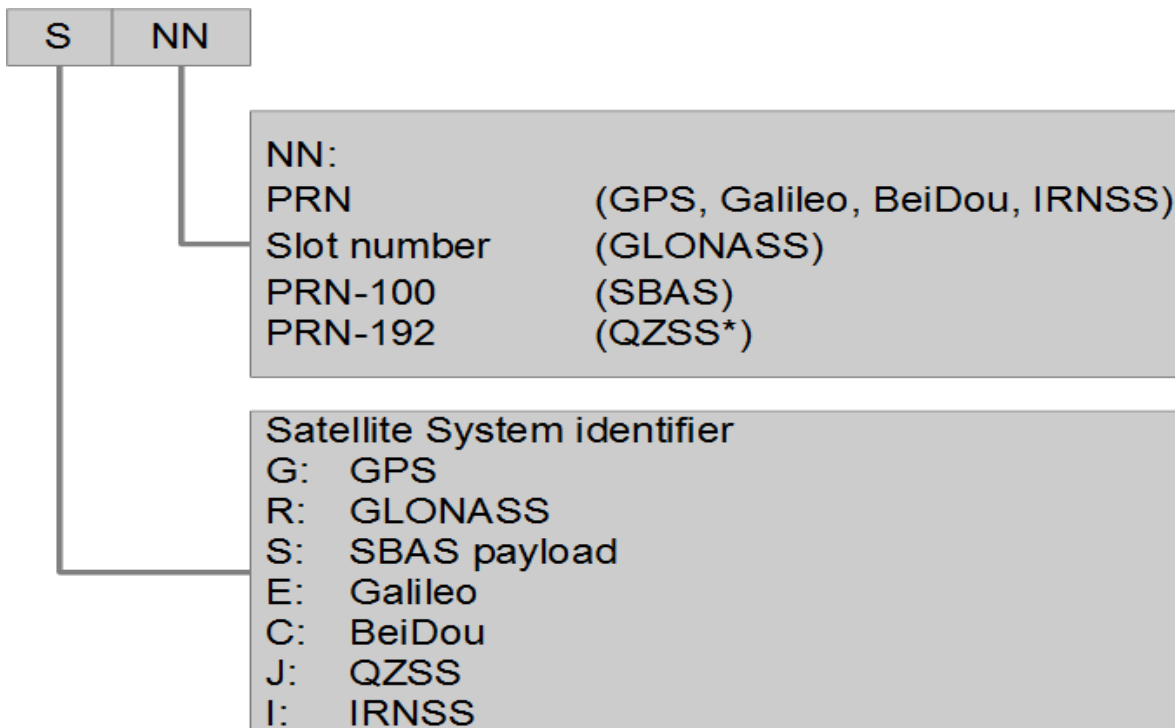 S NN
NN:
PRN (GPS, Galileo, BeiDou, IRNSS)
Slot number (GLONASS)
PRN-100 (SBAS)
PRN-192 (QZSS*)
Satellite System identifier
G: GPS
R: GLONASS
S: SBAS payload
E: Galileo
C: BeiDou
J: QZSS
I: IRNSS